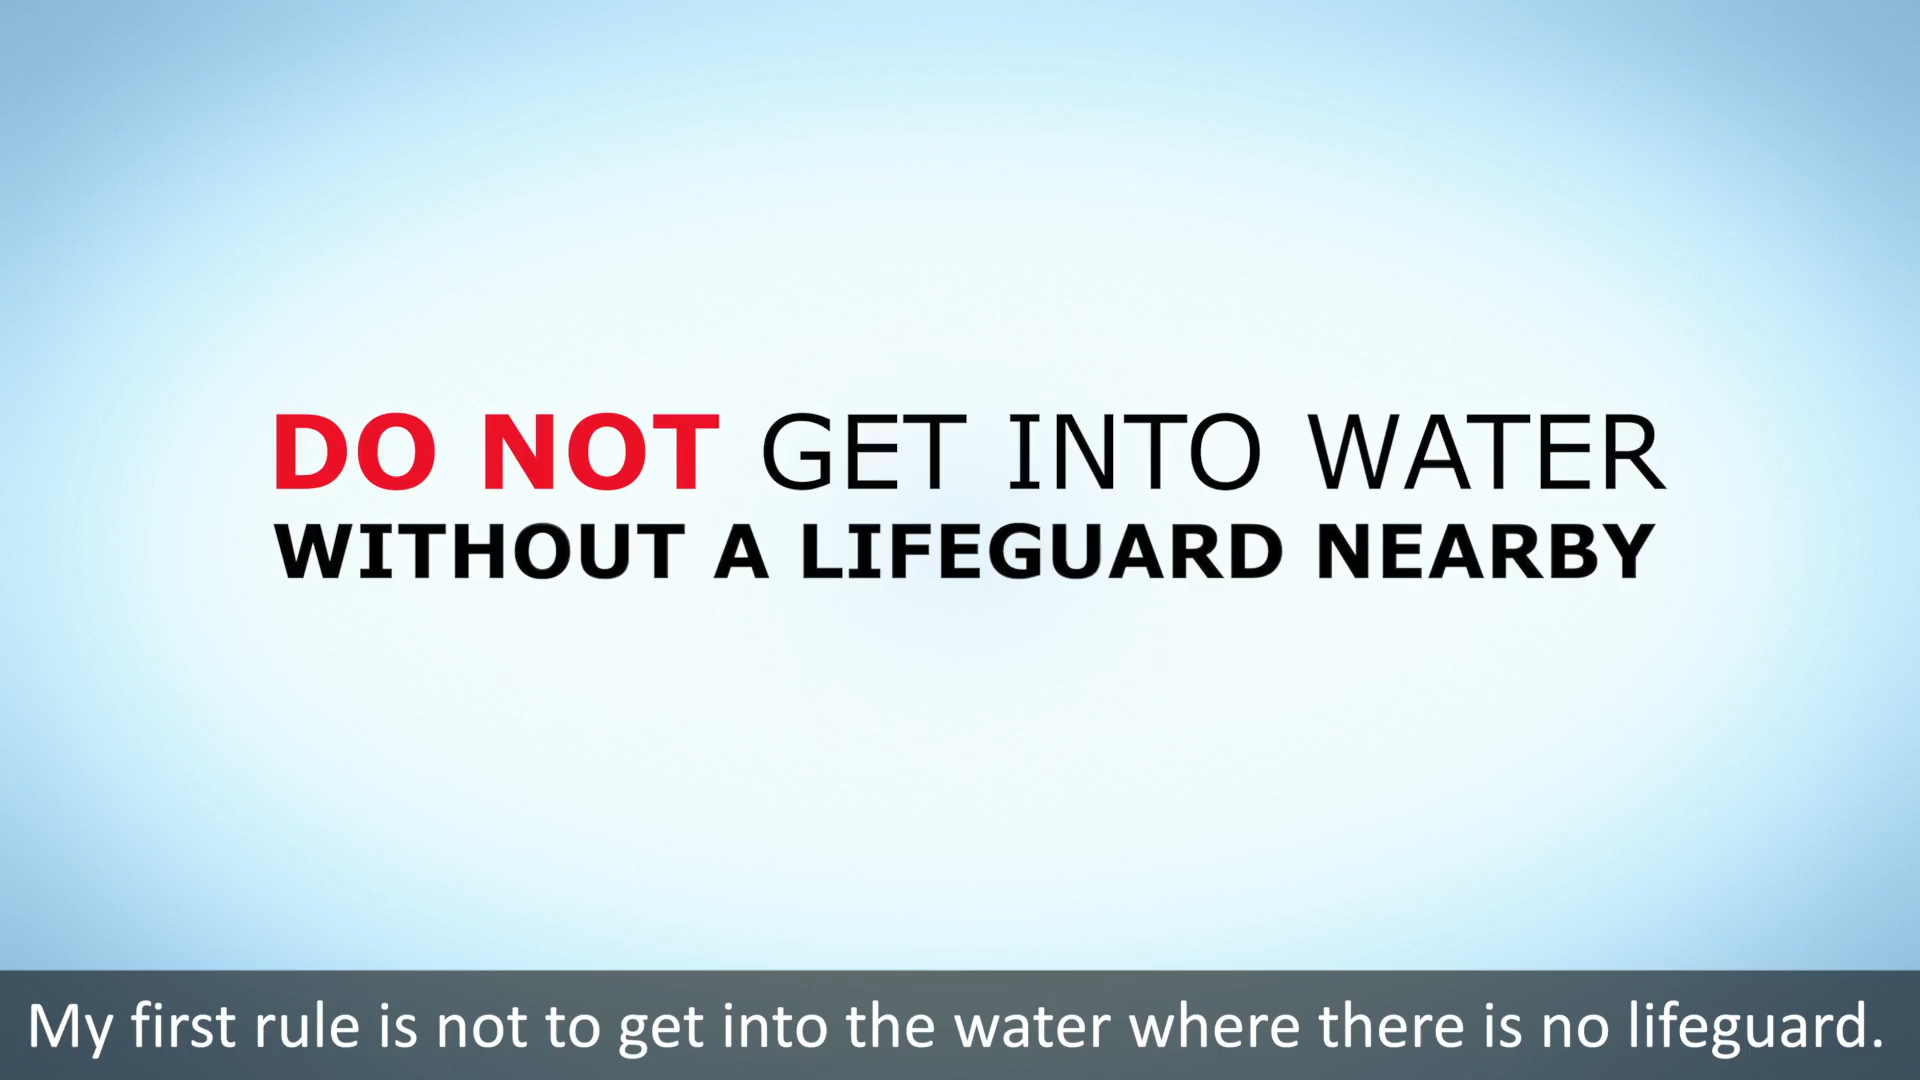 DO NOT GET INTO WATER
WITHOUT A LIFEGUARD NEARBY
My first rule is not to get into the water where there is no lifeguard.